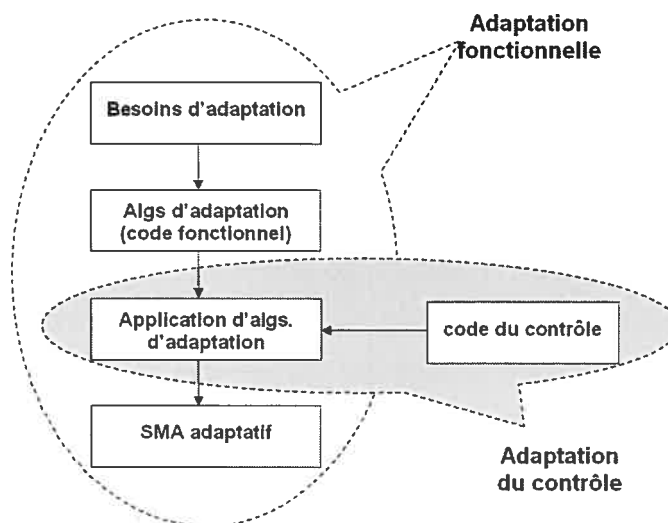 Adaptation
fonctionnelle
Besoins d'adaptation
Algs d'adaptation
(code fonctionnel)
Application d'algs.
d'adaptation
code du contrôle
SMA adaptatif
Adaptation
du contrôle